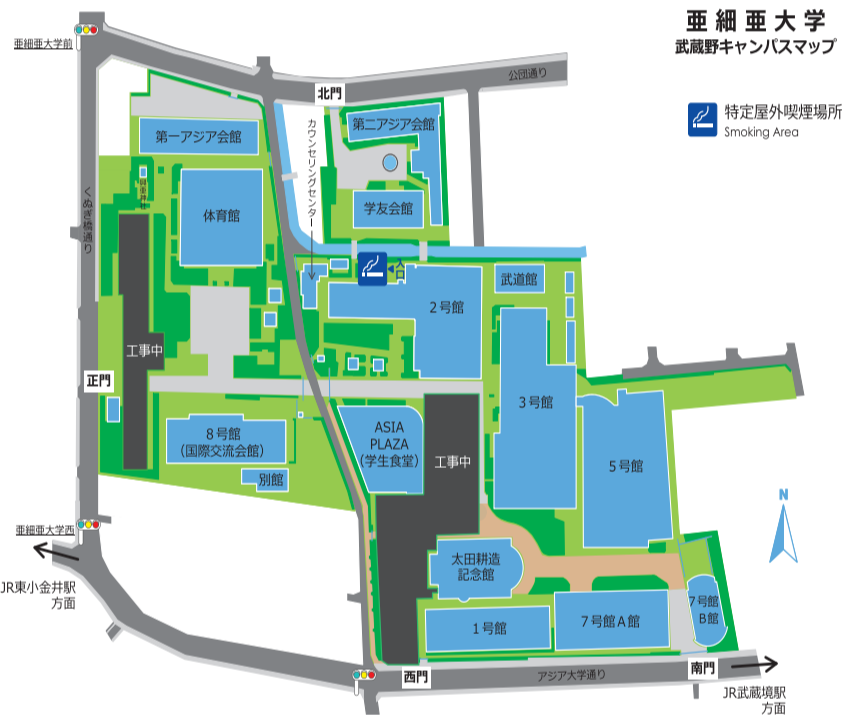 亜細亜大学
武蔵野キャンパスマップ
特定屋外喫煙場所
Smoking Area
亜細亜大学前
公団通り
北門
カウンセリングセンター
第二アジア会館
第一アジア会館
くぬぎ橋通り
体育館
学友会館
入口
武道館
2号館
工事中
正門
3号館
8号館
（国際交流会館）
別館
ASIA
PLAZA
（学生食堂）
工事中
5号館
N
亜細亜大学西
JR東小金井駅
方面
太田耕造
記念館
1号館
7号館A館
7号館
B館
西門
アジア大学通り
南門
JR武蔵境駅
方面